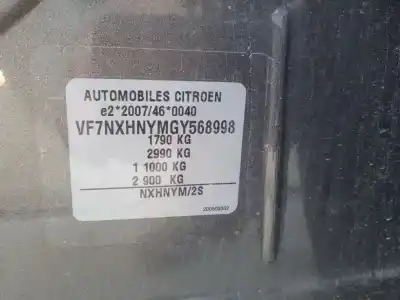 AUTOMOBILES CITROEN
e2*2007/46*0040
VF7NXHNYMGY568998
1790 KG
2990 KG
1 1000 KG
2 900 KG
NXHNYM/2S